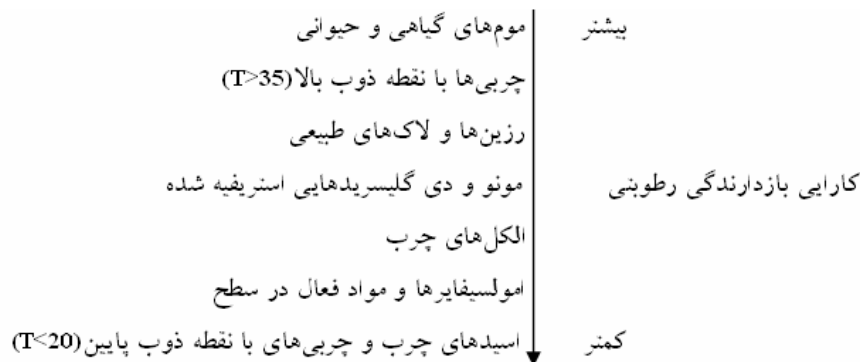 بیشتر موم‌های گیاهی و حیوانی
چربی‌ها با نقطه ذوب بالا(T>35)
رزین‌ها و لاک‌های طبیعی
کارایی بازدارندگی رطوبتی مونو و دی گلیسریدهایی استریفیه شده
الکل‌های چرب
امولسیفایرها و مواد فعال در سطح
کمتر اسیدهای چرب و چربی‌های با نقطه ذوب پایین(T<20)